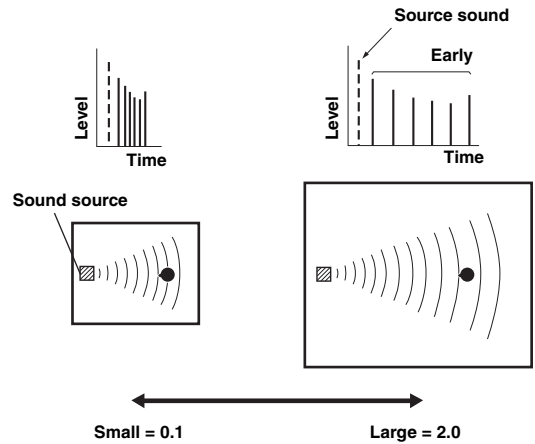 Source sound
Early
Level
Time
Level
Time
Sound source
Small = 0.1
Large = 2.0